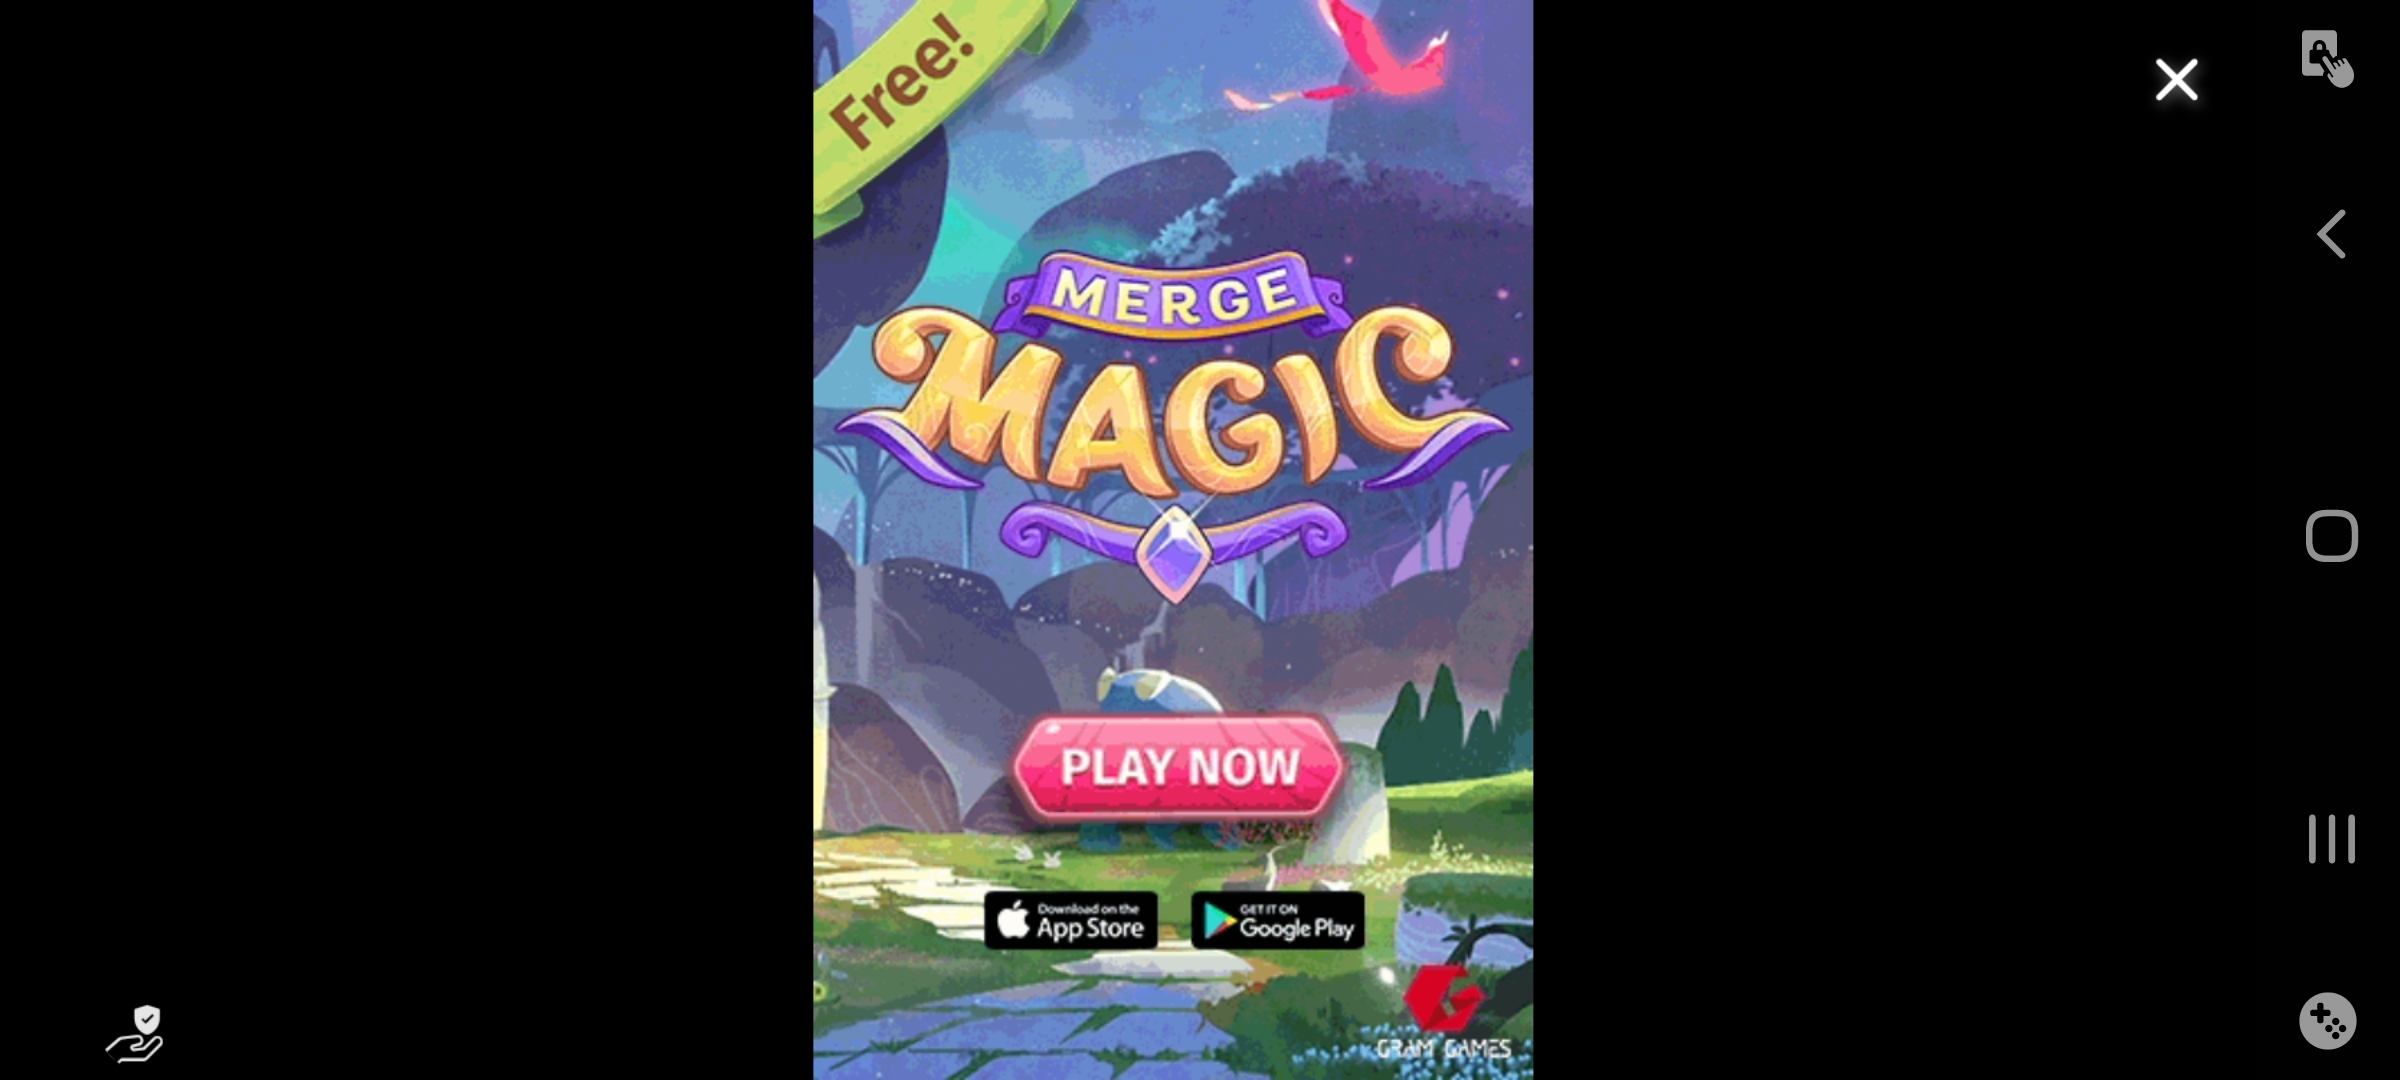 Free!
MERGE
MAGIC
PLAY NOW
Download on the
App Store
GET IT ON
Google Play
GRAM GAMES